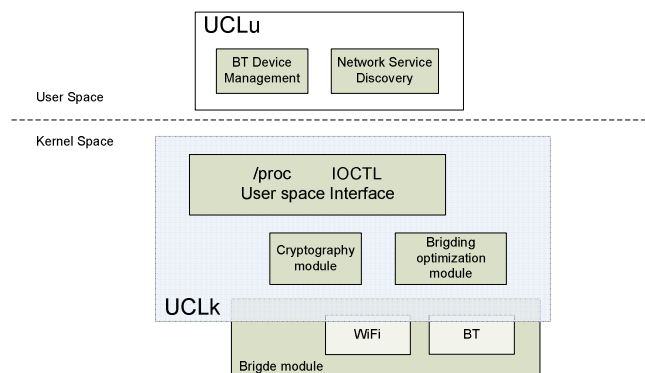 UCLu
BT Device
Management
Network Service
Discovery
User Space
Kernel Space
/proc IOCTL
User space Interface
Cryptography
module
Brigding
optimization
module
UCLk
WiFi
BT
Brigde module